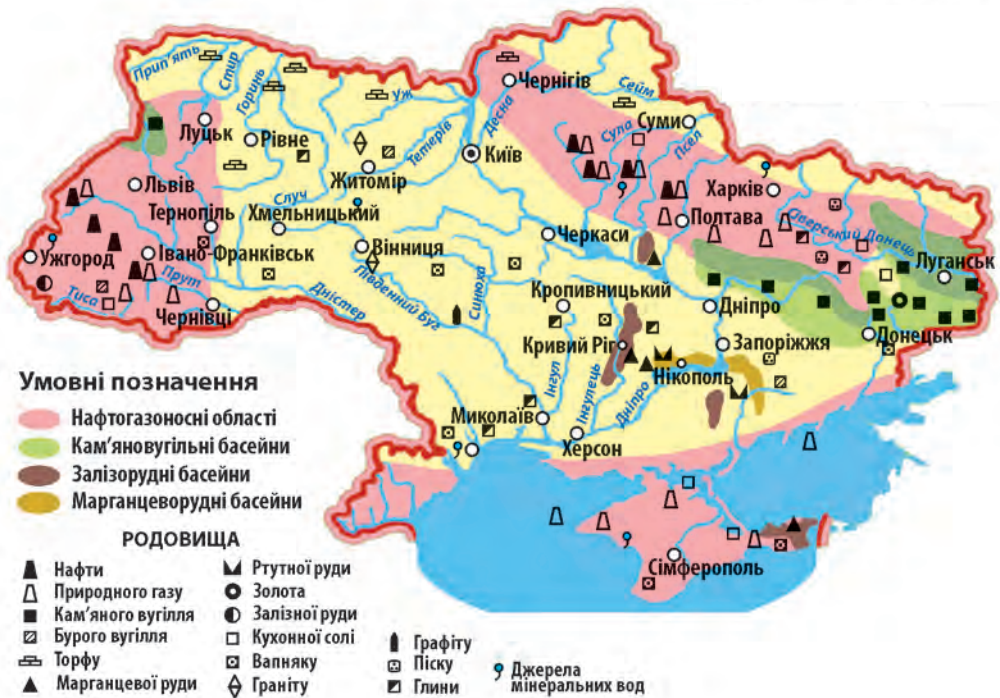 Прип'ять
Стир
Горинь
Уж
Тетерів
Десна
Чернігів
Сейм
Суми
Сула
Псел
Луцьк
Рівне
Київ
Житомир
Львів
Харків
Тернопіль
Случ
Хмельницький
Полтава
Сіверський Донець
Ужгород
Івано-Франківськ
Вінниця
Черкаси
Луганськ
Тиса
Прут
Чернівці
Дністер
Південний Буг
Синюха
Кропивницький
Дніпро
Донецьк
Кривий Ріг
Запоріжжя
Нікополь
Інгул
Інгулець
Дніпро
Миколаїв
Херсон
Сімферополь
Умовні позначення
Нафтогазоносні області
Кам'яновугільні басейни
Залізорудні басейни
Марганцеворудні басейни
РОДОВИЩА
Нафти
Природного газу
Кам'яного вугілля
Бурого вугілля
Торфу
Марганцевої руди
Ртутної руди
Золота
Залізної руди
Кухонної солі
Вапняку
Граніту
Графіту
Піску
Глини
Джерела
мінеральних вод